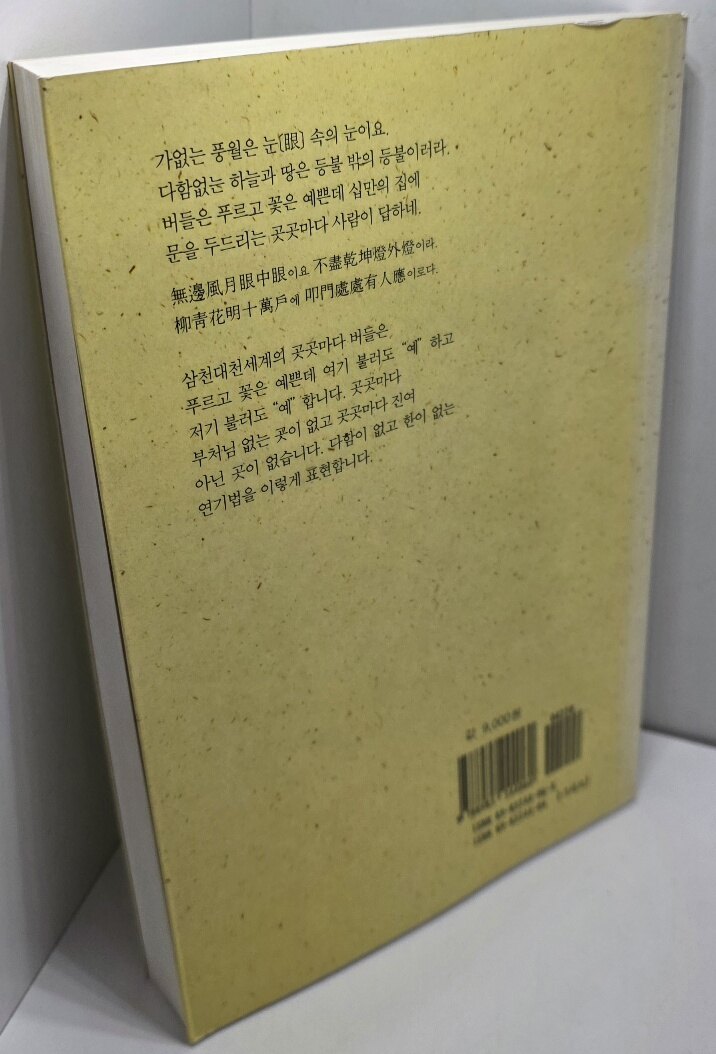 가없는 풍월은 눈[眼] 속의 눈이요.
다함없는 하늘과 땅은 등불 밖의 등불이러라.
버들은 푸르고 꽃은 예쁜데 십만의 집에
문을 두드리는 곳곳마다 사람이 답하네.
無邊風月眼中眼이요 不盡乾坤燈外燈이라.
柳靑花明十萬戶에 叩門處處有人應이로다.
삼천대천세계의 곳곳마다 버들은
푸르고 꽃은 예쁜데 여기 불러도 “예” 하고
저기 불러도 “예” 합니다. 곳곳마다
부처님 없는 곳이 없고 곳곳마다 진여
아닌 곳이 없습니다. 다함이 없고 한이 없는
연기법을 이렇게 표현합니다.
값 9,000원
ISBN
ISBN